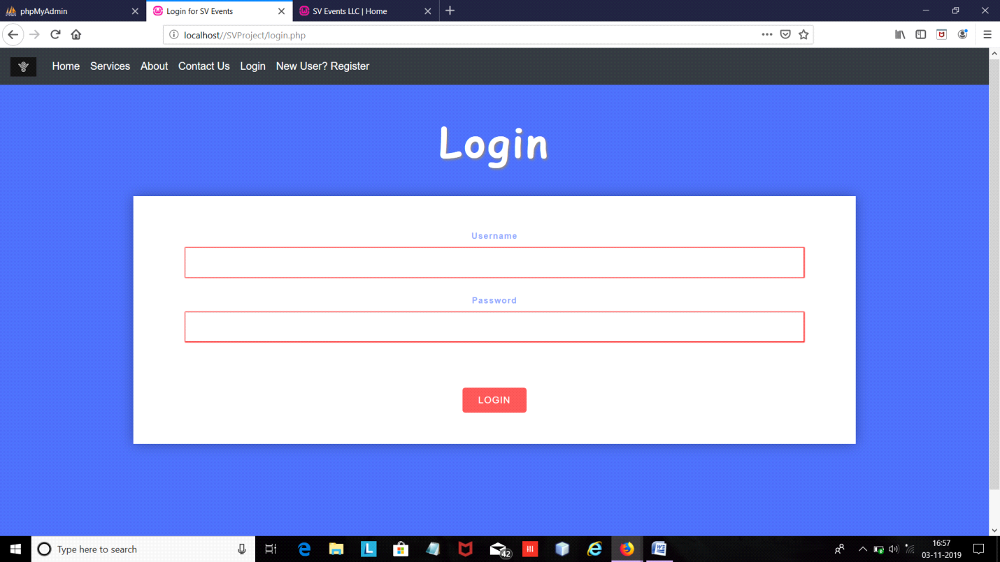 phpMyAdmin
Login for SV Events
SV Events LLC | Home
localhost//SVProject/login.php
Home Services About Contact Us Login New User? Register
Login
Username
Password
LOGIN
Type here to search
42
16:57
03-11-2019